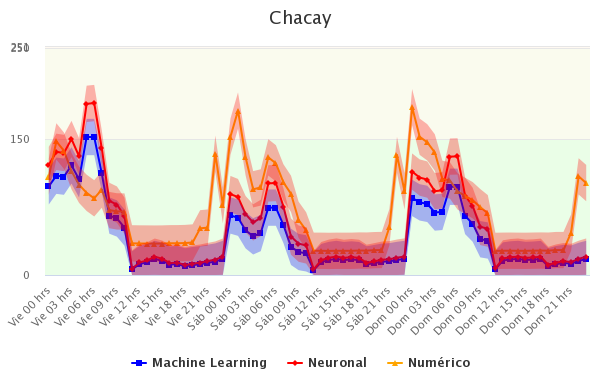 Chacay
250
150
0
Vie 00 hrs
Vie 03 hrs
Vie 06 hrs
Vie 09 hrs
Vie 12 hrs
Vie 15 hrs
Vie 18 hrs
Vie 21 hrs
Sáb 00 hrs
Sáb 03 hrs
Sáb 06 hrs
Sáb 09 hrs
Sáb 12 hrs
Sáb 15 hrs
Sáb 18 hrs
Sáb 21 hrs
Dom 00 hrs
Dom 03 hrs
Dom 06 hrs
Dom 09 hrs
Dom 12 hrs
Dom 15 hrs
Dom 18 hrs
Dom 21 hrs
Machine Learning Neuronal Numérico